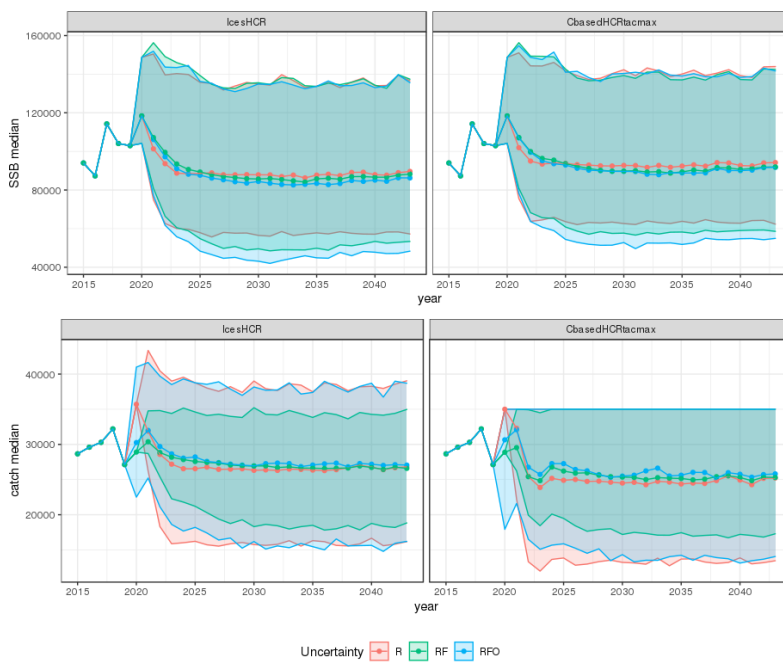 IcesHCR
CbasedHCRtacmax
SSB median
160000
120000
80000
40000
2015 2020 2025 2030 2035 2040
2015 2020 2025 2030 2035 2040
year
IcesHCR
CbasedHCRtacmax
catch median
40000
30000
20000
2015 2020 2025 2030 2035 2040
2015 2020 2025 2030 2035 2040
year
Uncertainty R RF RFO